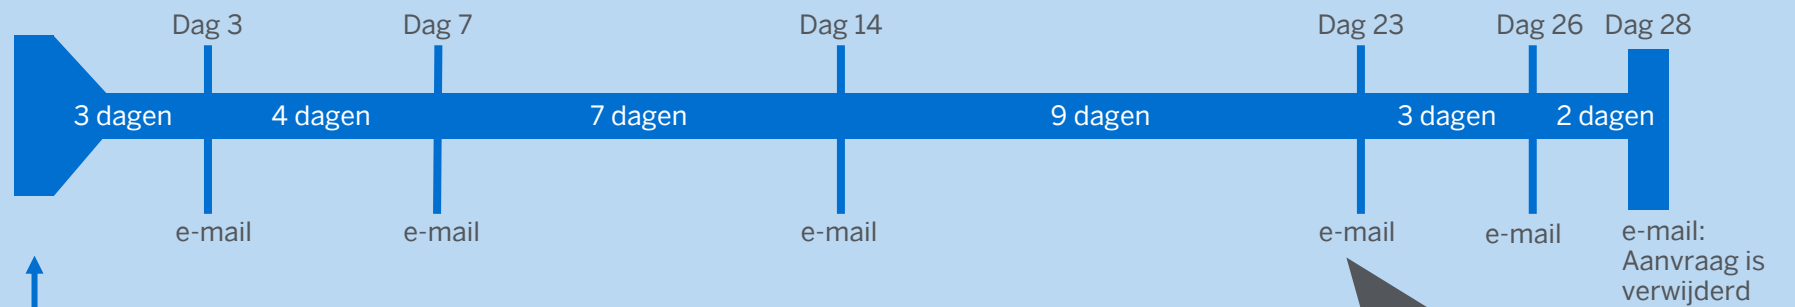 Dag 3
Dag 7
Dag 14
Dag 23
Dag 26
Dag 28
3 dagen
4 dagen
7 dagen
9 dagen
3 dagen
2 dagen
e-mail
e-mail
e-mail
e-mail
e-mail
e-mail:
Aanvraag is
verwijderd